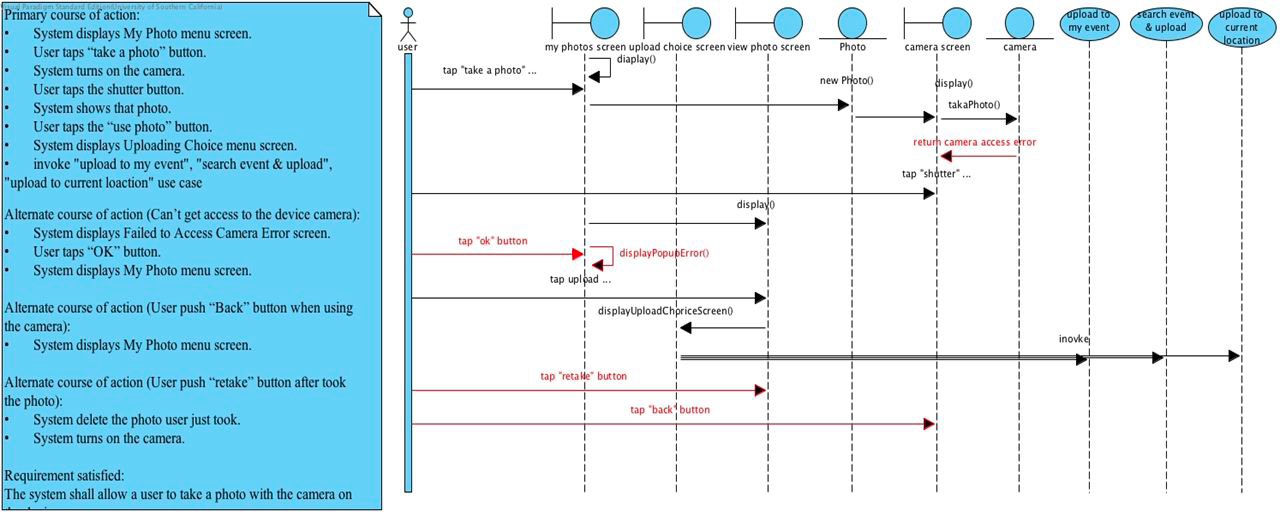 Visual Paradigm Standard Edition(University of Southern California)
Primary course of action:
• System displays My Photo menu screen.
• User taps “take a photo” button.
• System turns on the camera.
• User taps the shutter button.
• System shows that photo.
• User taps the “use photo” button.
• System displays Uploading Choice menu screen.
• invoke "upload to my event", "search event & upload",
"upload to current loaction" use case
Alternate course of action (Can’t get access to the device camera):
• System displays Failed to Access Camera Error screen.
• User taps “OK” button.
• System displays My Photo menu screen.
Alternate course of action (User push “Back” button when using
the camera):
• System displays My Photo menu screen.
Alternate course of action (User push “retake” button after took
the photo):
• System delete the photo user just took.
• System turns on the camera.
Requirement satisfied:
The system shall allow a user to take a photo with the camera on
user
my photos screen
upload choice screen
view photo screen
Photo
camera screen
camera
upload to
my event
search event
& upload
upload to
current
location
diaplay()
tap "take a photo" ...
new Photo()
display()
takaPhoto()
return camera access error
tap "shutter" ...
display()
tap "ok" button
displayPopupError()
tap upload ...
displayUploadChoriceScreen()
inovke
tap "retake" button
tap "back" button